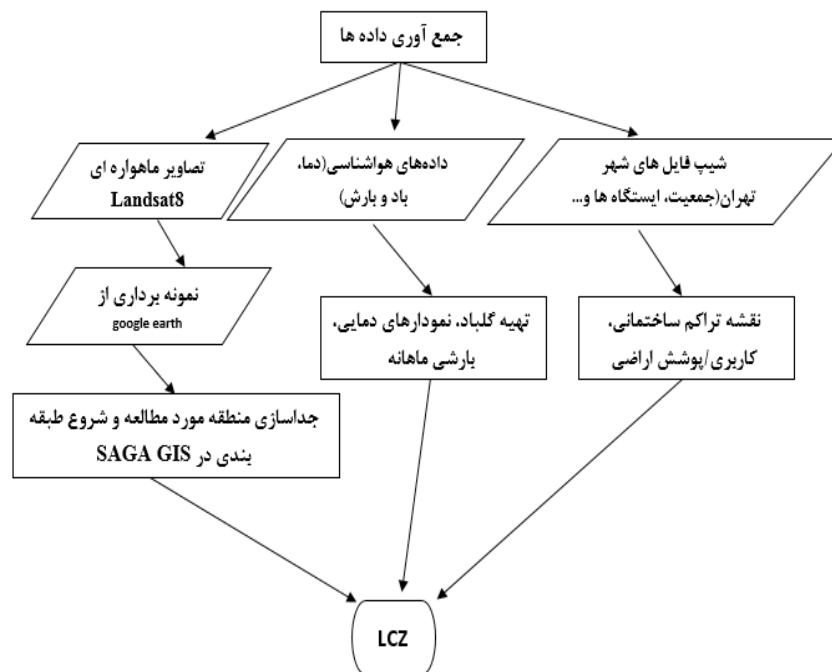 جمع آوری داده ها
شیپ فایل های شهر
تهران(جمعیت، ایستگاه ها و...
داده‌های هواشناسی(دما،
باد و بارش)
تصاویر ماهواره ای
Landsat8
نقشه تراکم ساختمانی،
کاربری/پوشش اراضی
تهیه گلباد، نمودارهای دمایی،
بارشی ماهانه
نمونه برداری از
google earth
جداسازی منطقه مورد مطالعه و شروع طبقه
بندی در SAGA GIS
LCZ